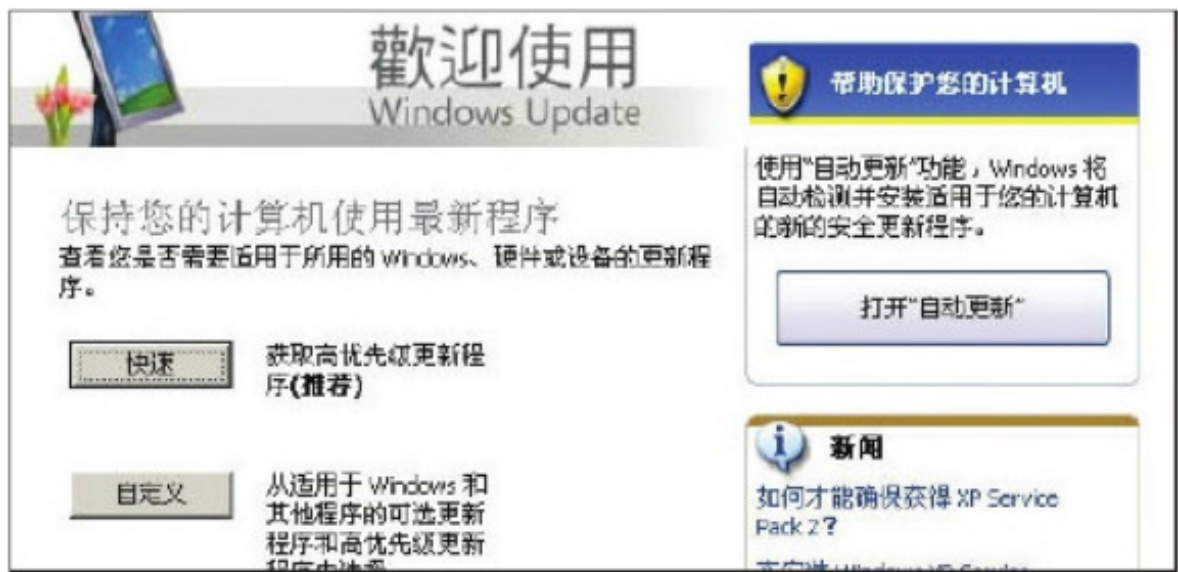 歡迎使用
Windows Update
保持您的计算机使用最新程序
查看您是否需要适用于所用的 Windows、硬件或设备的更新程
序。
快速
获取高优先级更新程
序(推荐)
自定义
从适用于 Windows 和
其他程序的可选更新
程序和高优先级更新
帮助保护您的计算机
使用“自动更新”功能，Windows 将
自动检测并安装适用于您的计算机
的新的安全更新程序。
打开“自动更新”
新闻
如何才能确保获得 XP Service
Pack 2?